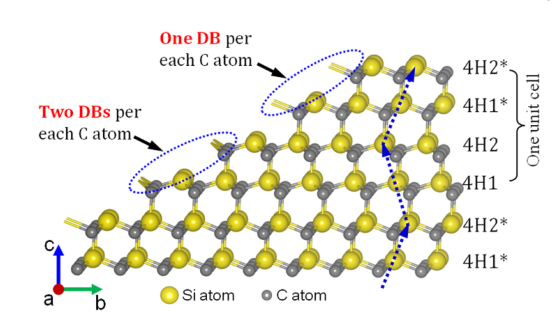 One DB per
each C atom
Two DBs per
each C atom
4H2*
4H1*
4H2
4H1
4H2*
4H1*
One unit cell
c
a
b
Si atom
C atom